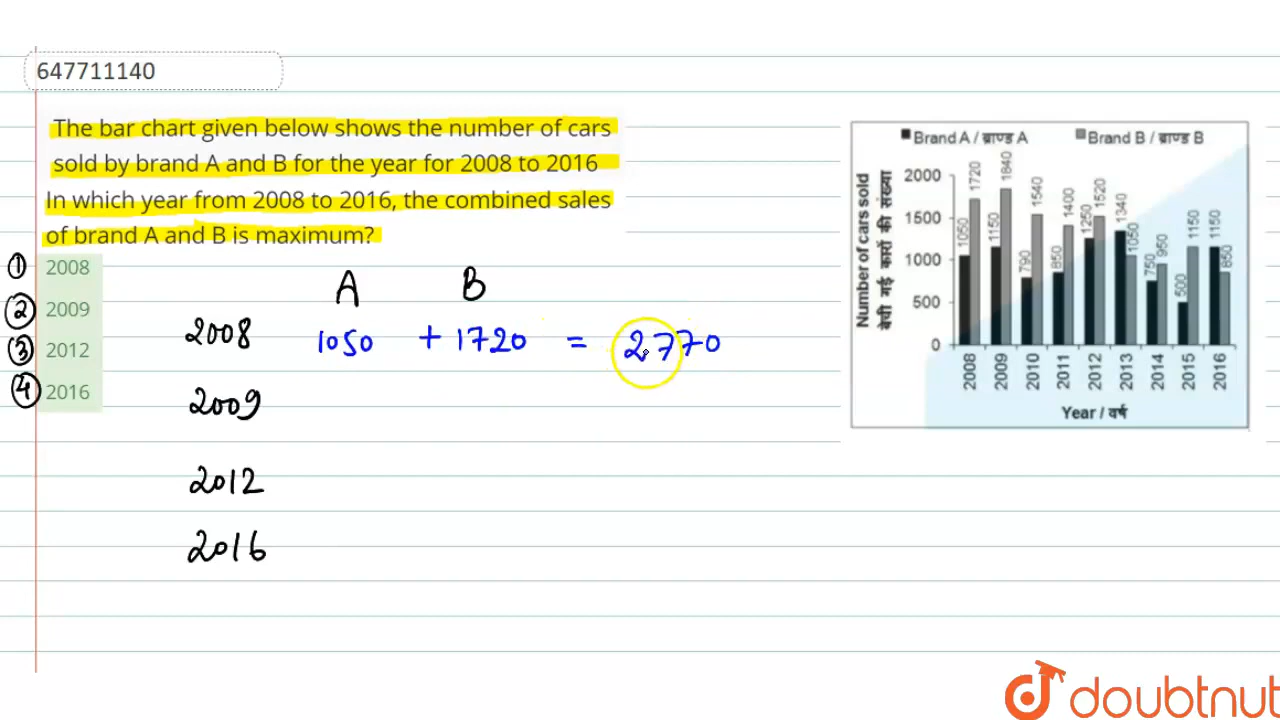 647711140
The bar chart given below shows the number of cars
sold by brand A and B for the year for 2008 to 2016
In which year from 2008 to 2016, the combined sales
of brand A and B is maximum?
① 2008
② 2009
③ 2012
④ 2016
A B
2008 1050 + 1720 = 2770
2009
2012
2016
Brand A / ब्राण्ड A Brand B / ब्राण्ड B
Number of cars sold
बेची गई कारों की संख्या
2000
1500
1000
500
0
1050 1720 1150 1840 790 1540 850 1400 1250 1520 1340 1050 750 950 500 1150 1150 850
2008 2009 2010 2011 2012 2013 2014 2015 2016
Year / वर्ष
doubtnut